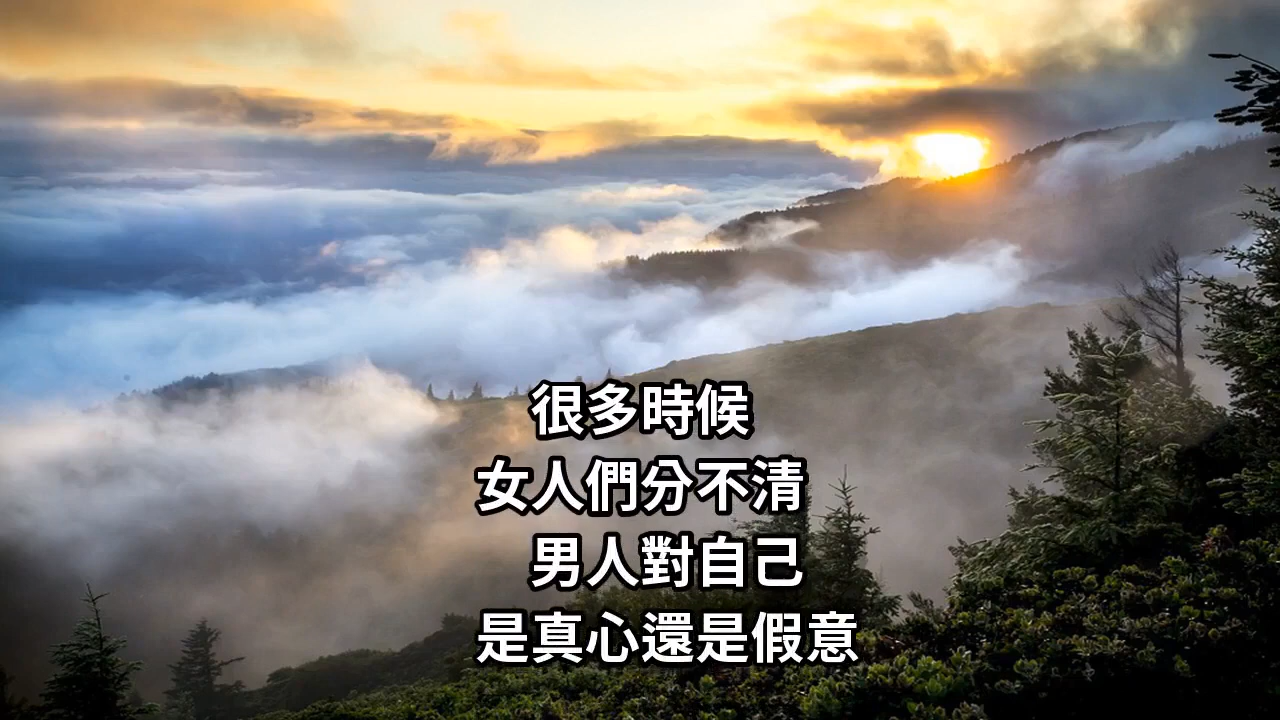 很多時候
女人們分不清
男人對自己
是真心還是假意